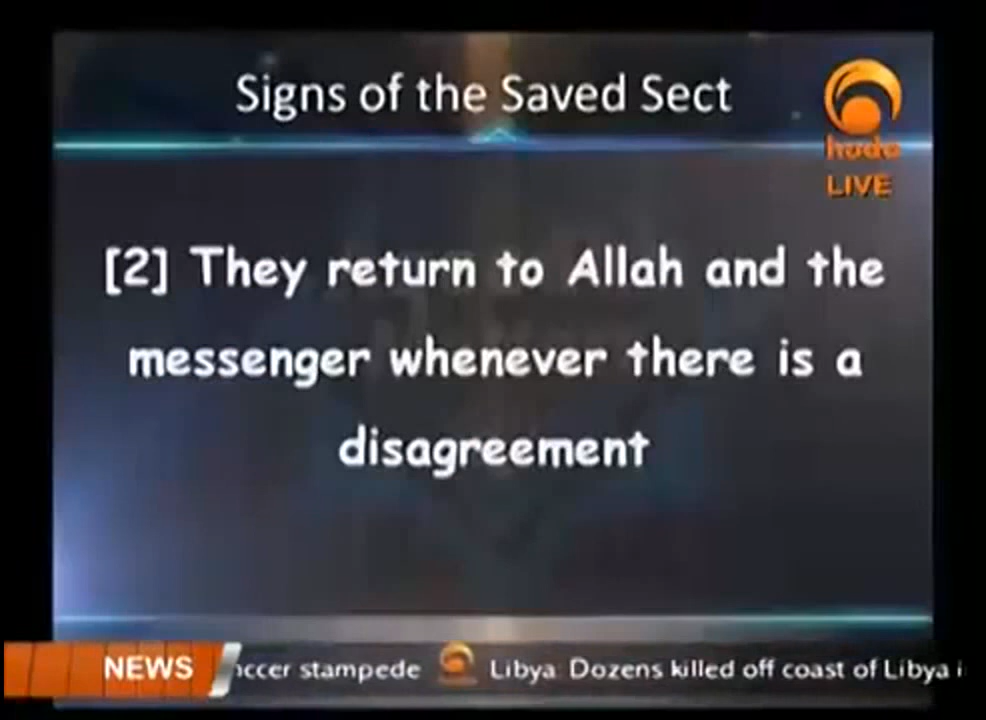 Signs of the Saved Sect
huda
LIVE
[2] They return to Allah and the
messenger whenever there is a
disagreement
NEWS
occer stampede Libya Dozens killed off coast of Libya i